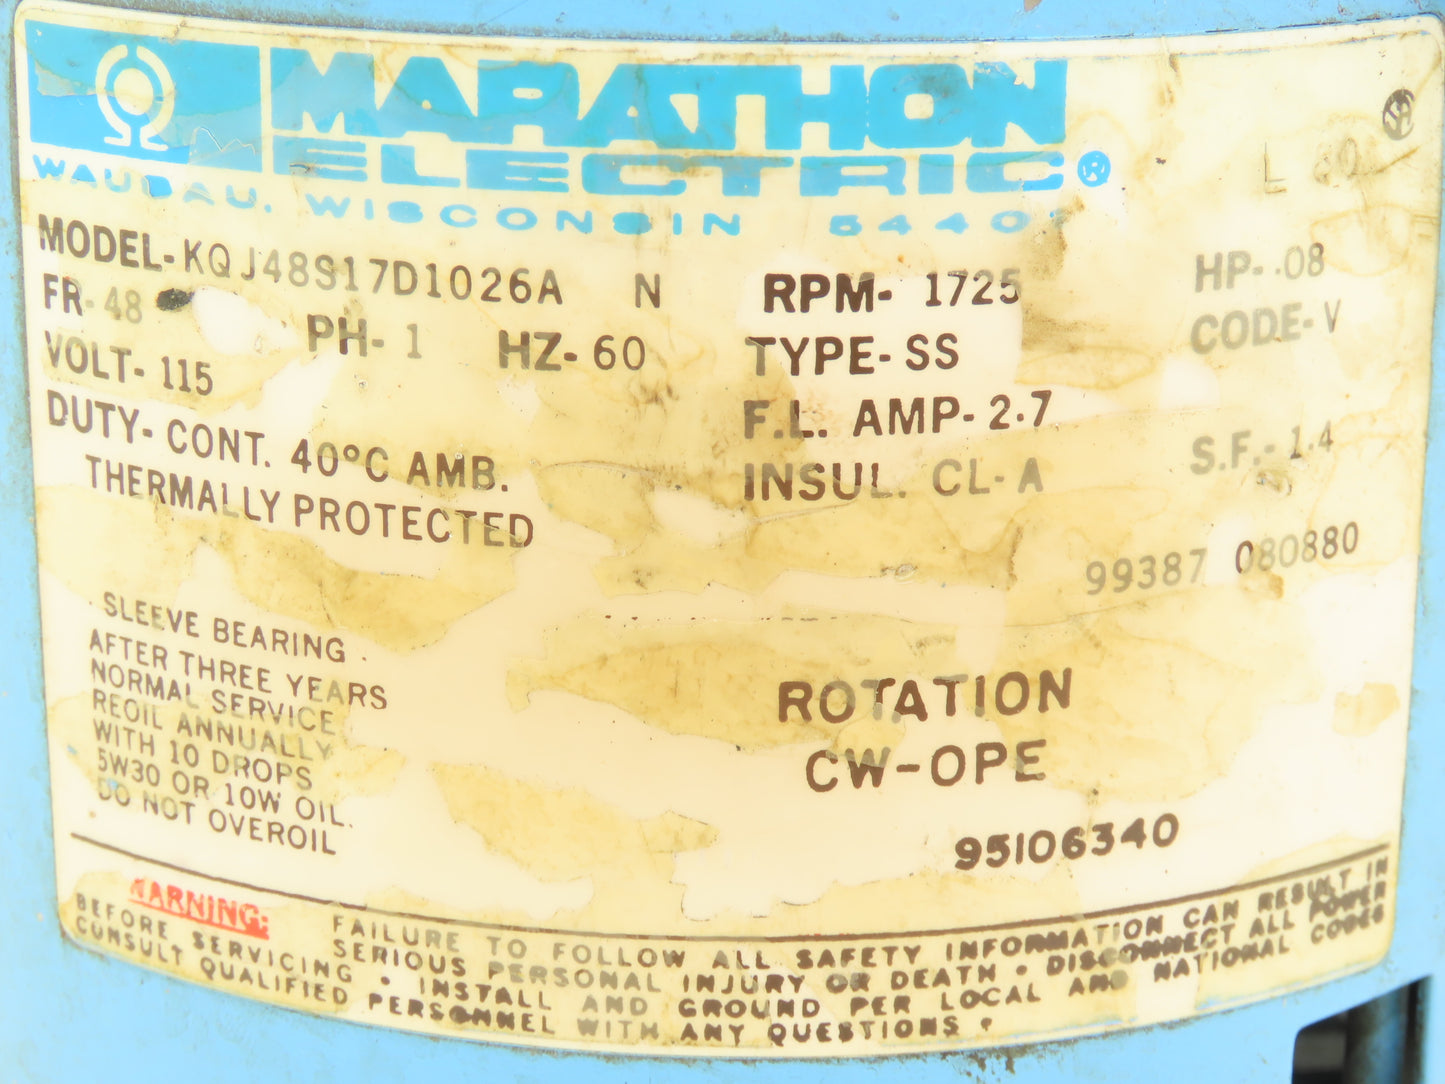 MARATHON
ELECTRIC®
WAUSAU, WISCONSIN 5440
MODEL-KQJ48S17D1026A N RPM-1725 HP-.08
FR-48 PH-1 HZ-60 TYPE-SS CODE-V
VOLT-115 F.L. AMP-2.7
DUTY-CONT. 40°C AMB. INSUL. CL-A S.F.-1.4
THERMALLY PROTECTED
99387 080880
SLEEVE BEARING.
AFTER THREE YEARS
NORMAL SERVICE
REOIL ANNUALLY
WITH 10 DROPS
5W30 OR 10W OIL.
DO NOT OVEROIL
ROTATION
CW-OPE
95106340
WARNING: FAILURE TO FOLLOW ALL SAFETY INFORMATION CAN RESULT IN
SERIOUS PERSONAL INJURY OR DEATH • DISCONNECT ALL POWER
BEFORE SERVICING • INSTALL AND GROUND PER LOCAL AND NATIONAL CODES
CONSULT QUALIFIED PERSONNEL WITH ANY QUESTIONS •